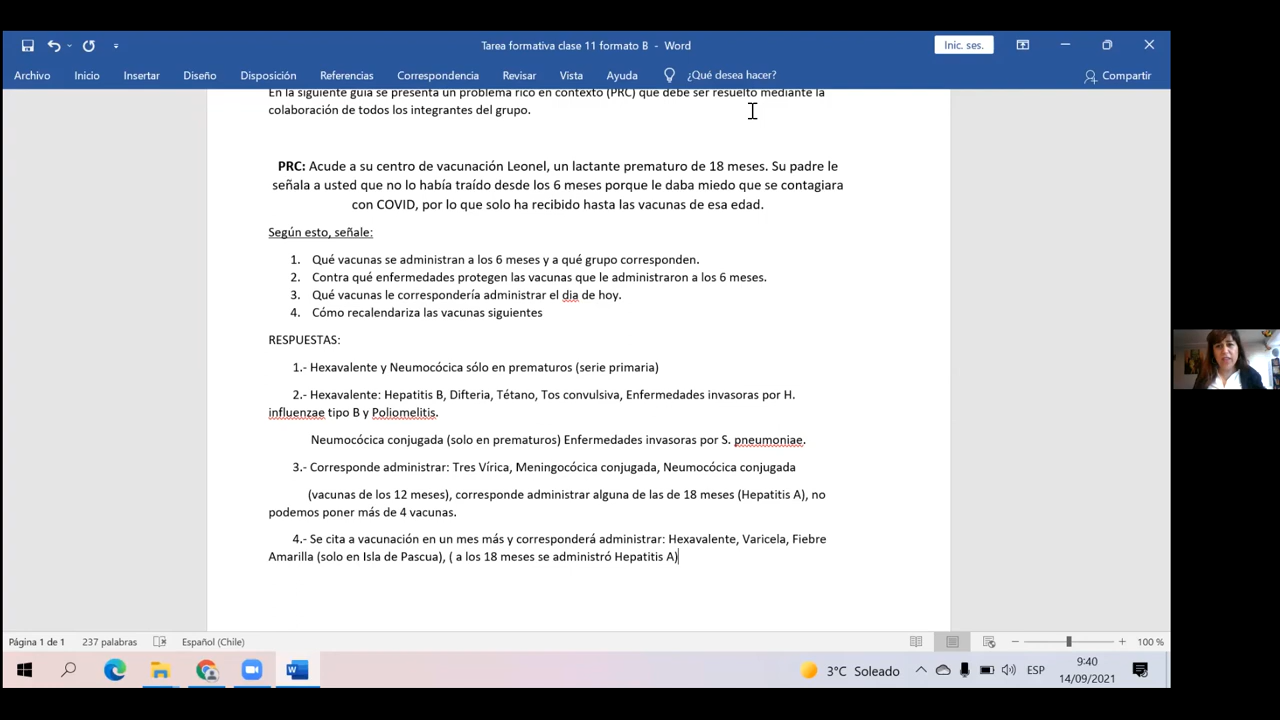 Tarea formativa clase 11 formato B - Word
Inic. ses.
Archivo Inicio Insertar Diseño Disposición Referencias Correspondencia Revisar Vista Ayuda ¿Qué desea hacer? Compartir
En la siguiente guía se presenta un problema rico en contexto (PRC) que debe ser resuelto mediante la
colaboración de todos los integrantes del grupo.
PRC: Acude a su centro de vacunación Leonel, un lactante prematuro de 18 meses. Su padre le
señala a usted que no lo había traído desde los 6 meses porque le daba miedo que se contagiara
con COVID, por lo que solo ha recibido hasta las vacunas de esa edad.
Según esto, señale:
1. Qué vacunas se administran a los 6 meses y a qué grupo corresponden.
2. Contra qué enfermedades protegen las vacunas que le administraron a los 6 meses.
3. Qué vacunas le correspondería administrar el dia de hoy.
4. Cómo recalendariza las vacunas siguientes
RESPUESTAS:
1.- Hexavalente y Neumocócica sólo en prematuros (serie primaria)
2.- Hexavalente: Hepatitis B, Difteria, Tétano, Tos convulsiva, Enfermedades invasoras por H.
influenzae tipo B y Poliomelitis.
Neumocócica conjugada (solo en prematuros) Enfermedades invasoras por S. pneumoniae.
3.- Corresponde administrar: Tres Vírica, Meningocócica conjugada, Neumocócica conjugada
(vacunas de los 12 meses), corresponde administrar alguna de las de 18 meses (Hepatitis A), no
podemos poner más de 4 vacunas.
4.- Se cita a vacunación en un mes más y corresponderá administrar: Hexavalente, Varicela, Fiebre
Amarilla (solo en Isla de Pascua), ( a los 18 meses se administró Hepatitis A)
Página 1 de 1 237 palabras Español (Chile) 100 %
3°C Soleado ESP 9:40
14/09/2021